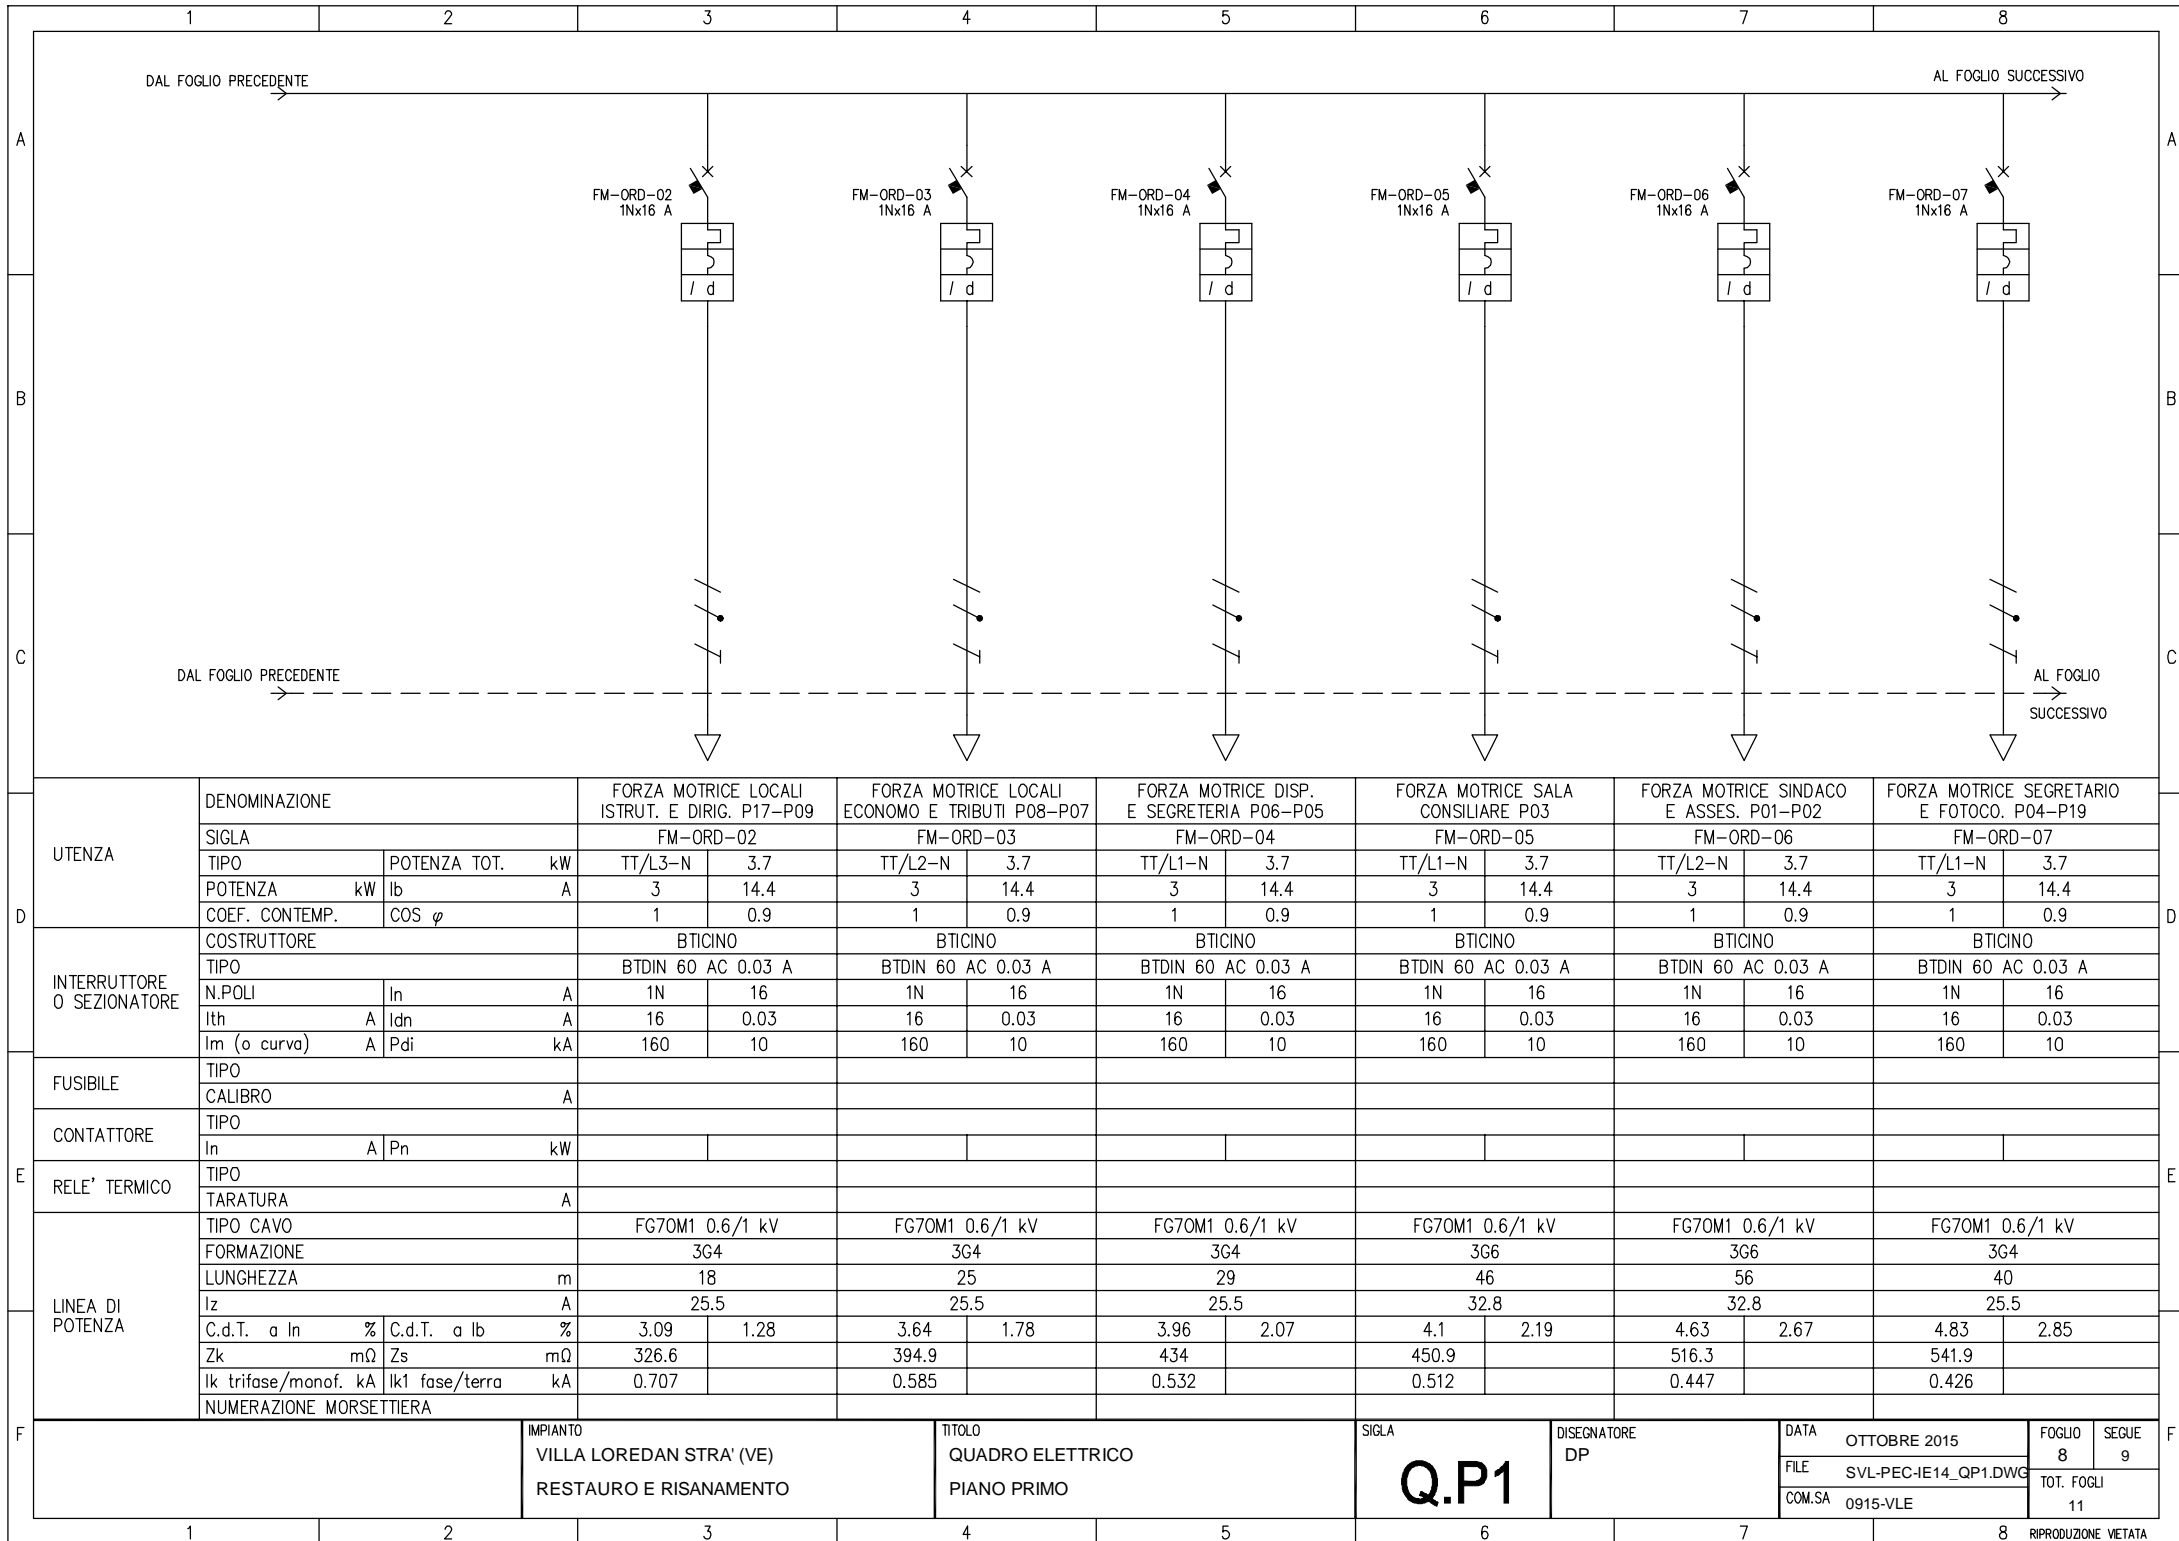 1 2 3 4 5 6 7 8
DAL FOGLIO PRECEDENTE
AL FOGLIO SUCCESSIVO
A A
FM-ORD-02 FM-ORD-03 FM-ORD-04 FM-ORD-05 FM-ORD-06 FM-ORD-07
1Nx16 A 1Nx16 A 1Nx16 A 1Nx16 A 1Nx16 A 1Nx16 A
I d I d I d I d I d I d
B B
C C
DAL FOGLIO PRECEDENTE
AL FOGLIO
SUCCESSIVO
UTENZA
DENOMINAZIONE
FORZA MOTRICE LOCALI
ISTRUT. E DIRIG. P17-P09
FORZA MOTRICE LOCALI
ECONOMO E TRIBUTI P08-P07
FORZA MOTRICE DISP.
E SEGRETERIA P06-P05
FORZA MOTRICE SALA
CONSILIARE P03
FORZA MOTRICE SINDACO
E ASSES. P01-P02
FORZA MOTRICE SEGRETARIO
E FOTOCO. P04-P19
SIGLA FM-ORD-02 FM-ORD-03 FM-ORD-04 FM-ORD-05 FM-ORD-06 FM-ORD-07
TIPO POTENZA TOT. kW TT/L3-N 3.7 TT/L2-N 3.7 TT/L1-N 3.7 TT/L1-N 3.7 TT/L2-N 3.7 TT/L1-N 3.7
POTENZA kW Ib A 3 14.4 3 14.4 3 14.4 3 14.4 3 14.4 3 14.4
D COEF. CONTEMP. COS φ 1 0.9 1 0.9 1 0.9 1 0.9 1 0.9 1 0.9 D
INTERRUTTORE
O SEZIONATORE
COSTRUTTORE BTICINO BTICINO BTICINO BTICINO BTICINO BTICINO
TIPO BTDIN 60 AC 0.03 A BTDIN 60 AC 0.03 A BTDIN 60 AC 0.03 A BTDIN 60 AC 0.03 A BTDIN 60 AC 0.03 A BTDIN 60 AC 0.03 A
N.POLI In A 1N 16 1N 16 1N 16 1N 16 1N 16 1N 16
Ith A Idn A 16 0.03 16 0.03 16 0.03 16 0.03 16 0.03 16 0.03
Im (o curva) A Pdi kA 160 10 160 10 160 10 160 10 160 10 160 10
FUSIBILE
TIPO
CALIBRO A
CONTATTORE
TIPO
In A Pn kW
E E
RELE' TERMICO
TIPO
TARATURA A
LINEA DI
POTENZA
TIPO CAVO FG7OM1 0.6/1 kV FG7OM1 0.6/1 kV FG7OM1 0.6/1 kV FG7OM1 0.6/1 kV FG7OM1 0.6/1 kV FG7OM1 0.6/1 kV
FORMAZIONE 3G4 3G4 3G4 3G6 3G6 3G4
LUNGHEZZA m 18 25 29 46 56 40
Iz A 25.5 25.5 25.5 32.8 32.8 25.5
C.d.T. a In % C.d.T. a Ib % 3.09 1.28 3.64 1.78 3.96 2.07 4.1 2.19 4.63 2.67 4.83 2.85
Zk mΩ Zs mΩ 326.6 394.9 434 450.9 516.3 541.9
Ik trifase/monof. kA Ik1 fase/terra kA 0.707 0.585 0.532 0.512 0.447 0.426
NUMERAZIONE MORSETTIERA
F F
IMPIANTO
VILLA LOREDAN STRA' (VE)
RESTAURO E RISANAMENTO
TITOLO
QUADRO ELETTRICO
PIANO PRIMO
SIGLA
Q.P1
DISEGNATORE
DP
DATA OTTOBRE 2015
FILE SVL-PEC-IE14_QP1.DWG
COM.SA 0915-VLE
FOGLIO SEGUE
8 9
TOT. FOGLI
11
1 2 3 4 5 6 7 8
RIPRODUZIONE VIETATA